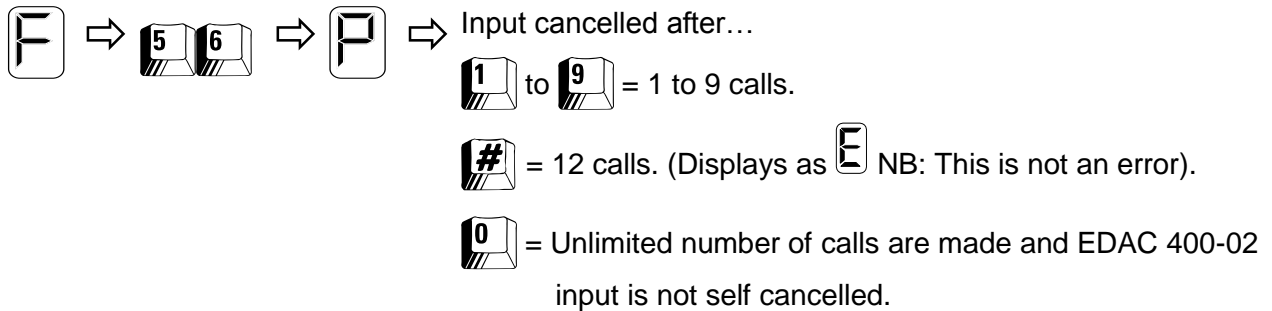 F ⇨ 5 6 ⇨ P ⇨ Input cancelled after…
1 to 9 = 1 to 9 calls.
# = 12 calls. (Displays as E NB: This is not an error).
0 = Unlimited number of calls are made and EDAC 400-02
input is not self cancelled.